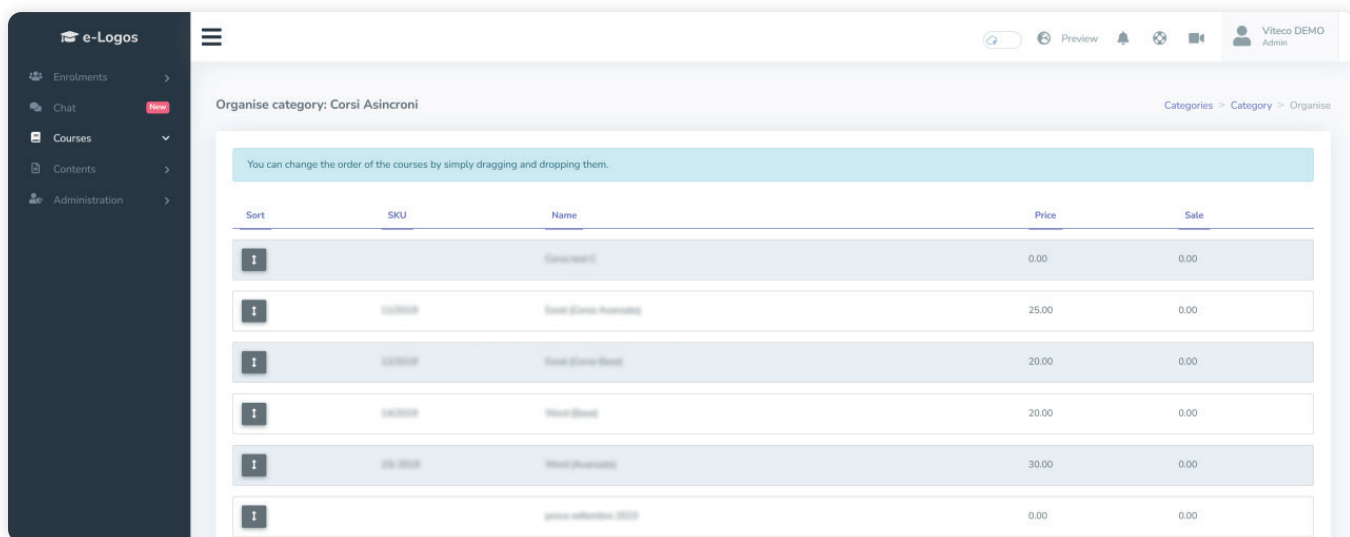 e-Logos
Preview
Viteco DEMO
Admin
Enrolments
Chat New
Courses
Contents
Administration
Organise category: Corsi Asincroni
Categories > Category > Organise
You can change the order of the courses by simply dragging and dropping them.
Sort SKU Name Price Sale
0.00 0.00
25.00 0.00
20.00 0.00
20.00 0.00
30.00 0.00
0.00 0.00